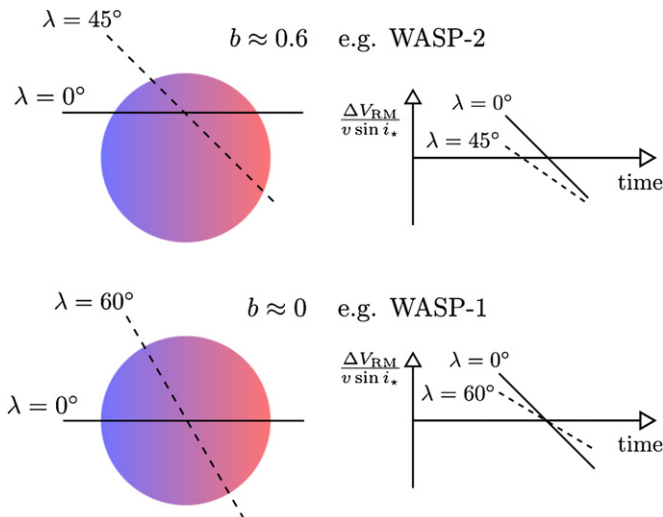 λ = 45°
b ≈ 0.6 e.g. WASP-2
λ = 0°
ΔV_RM / v sin i⋆
λ = 0°
λ = 45°
time
λ = 60°
b ≈ 0 e.g. WASP-1
λ = 0°
ΔV_RM / v sin i⋆
λ = 0°
λ = 60°
time